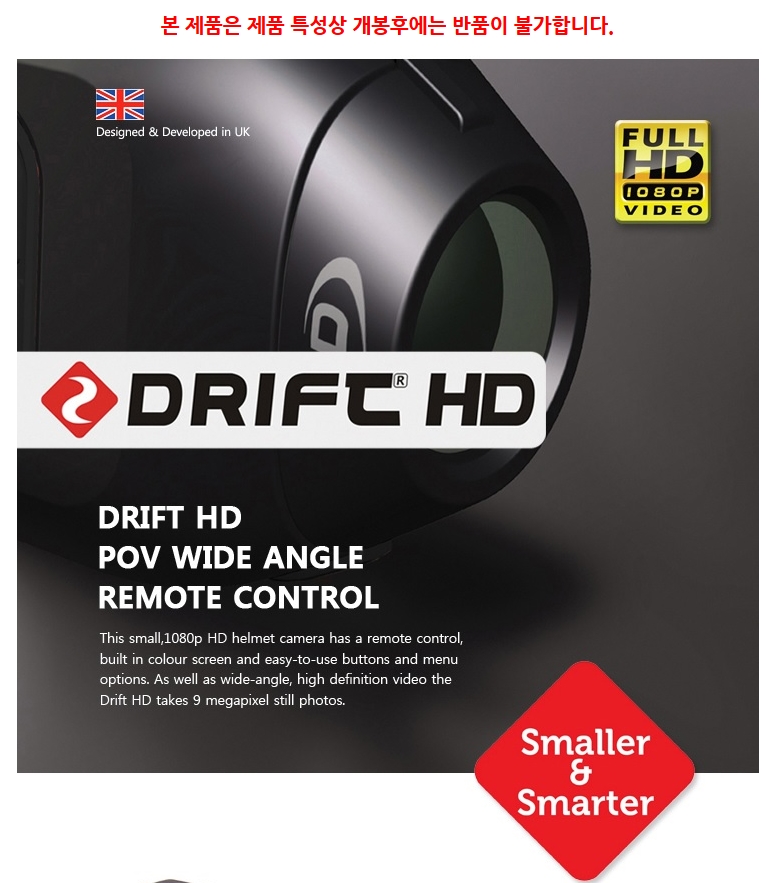 본 제품은 제품 특성상 개봉후에는 반품이 불가합니다.
Designed & Developed in UK
FULL
HD
1080P
VIDEO
D
DRIFT® HD
DRIFT HD
POV WIDE ANGLE
REMOTE CONTROL
This small,1080p HD helmet camera has a remote control,
built in colour screen and easy-to-use buttons and menu
options. As well as wide-angle, high definition video the
Drift HD takes 9 megapixel still photos.
Smaller
&
Smarter